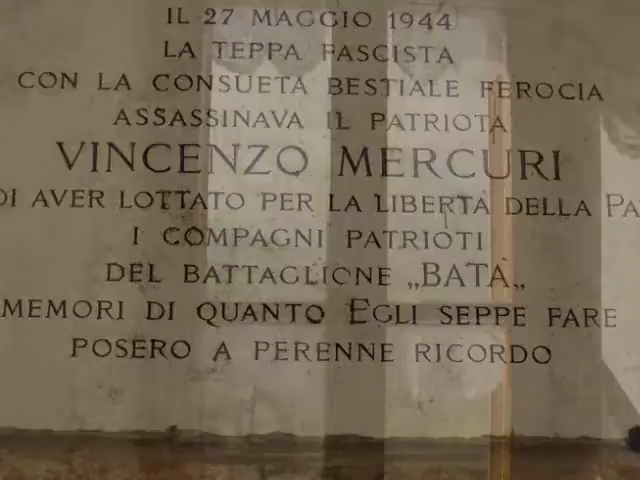 IL 27 MAGGIO 1944
LA TEPPA FASCISTA
CON LA CONSUETA BESTIALE FEROCIA
ASSASSINAVA IL PATRIOTA
VINCENZO MERCURI
DI AVER LOTTATO PER LA LIBERTÀ DELLA PA
I COMPAGNI PATRIOTI
DEL BATTAGLIONE „BATÀ„
MEMORI DI QUANTO EGLI SEPPE FARE
POSERO A PERENNE RICORDO